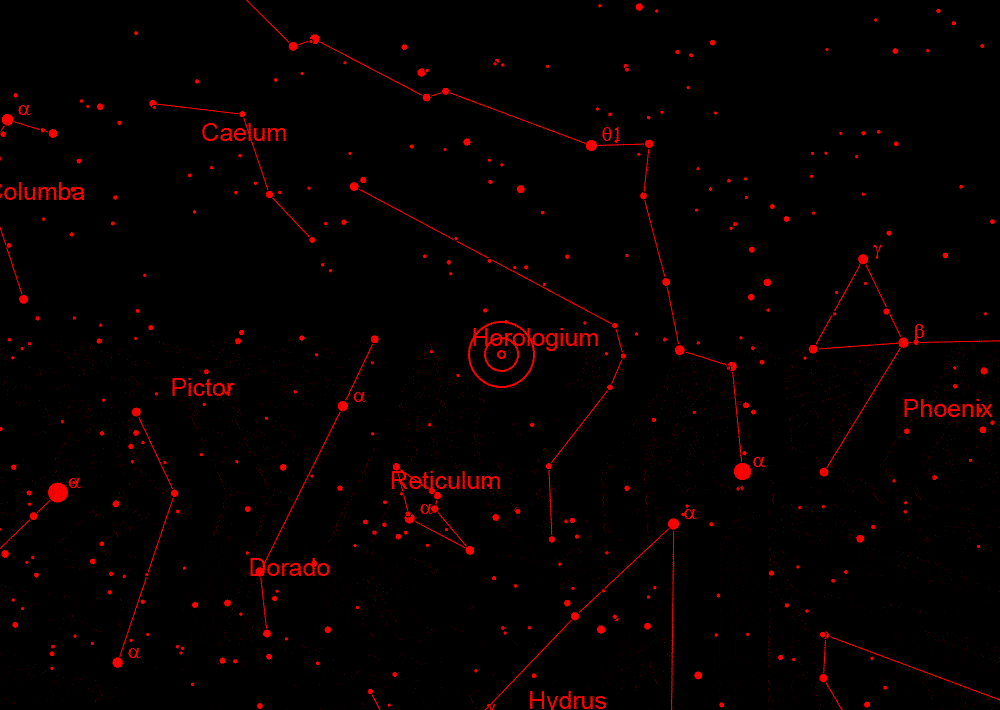 α
θ1
Caelum
Columba
γ
β
Horologium
Pictor
α
Phoenix
α
Reticulum
α
α
α
Dorado
α
Hydrus